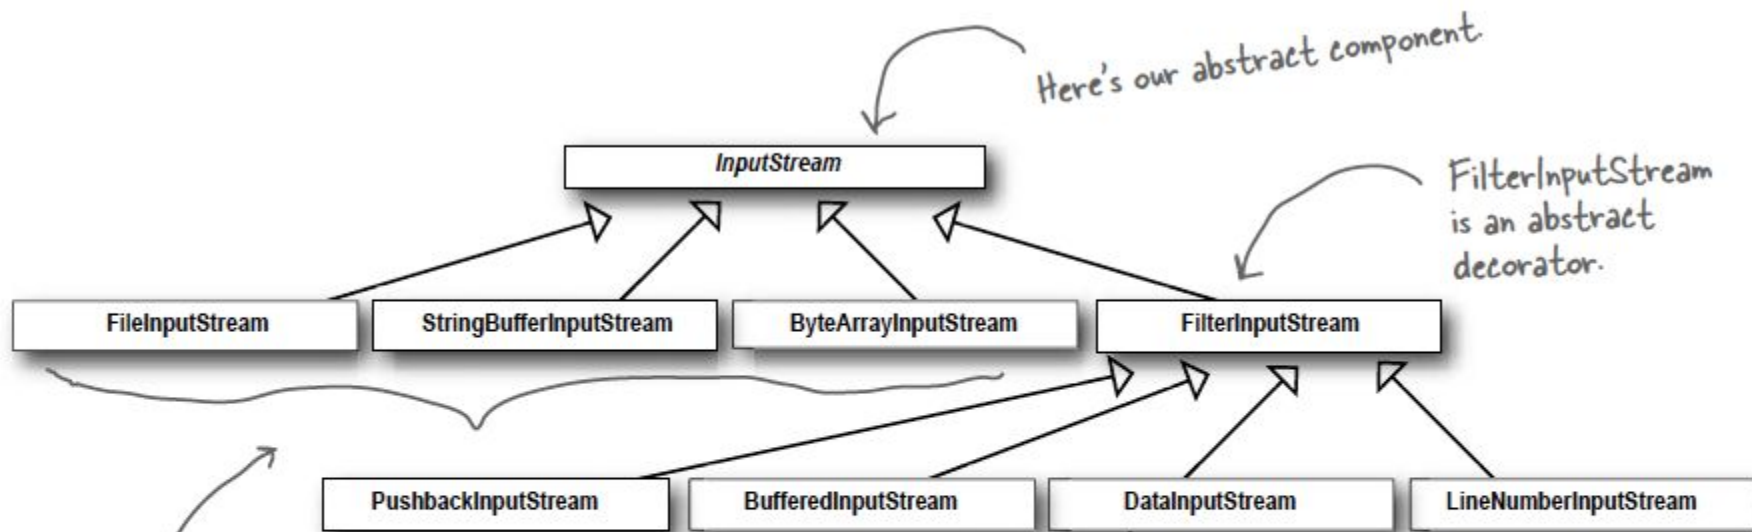 Here's our abstract component.
InputStream
FilterInputStream
is an abstract
decorator.
FileInputStream
StringBufferInputStream
ByteArrayInputStream
FilterInputStream
PushbackInputStream
BufferedInputStream
DataInputStream
LineNumberInputStream